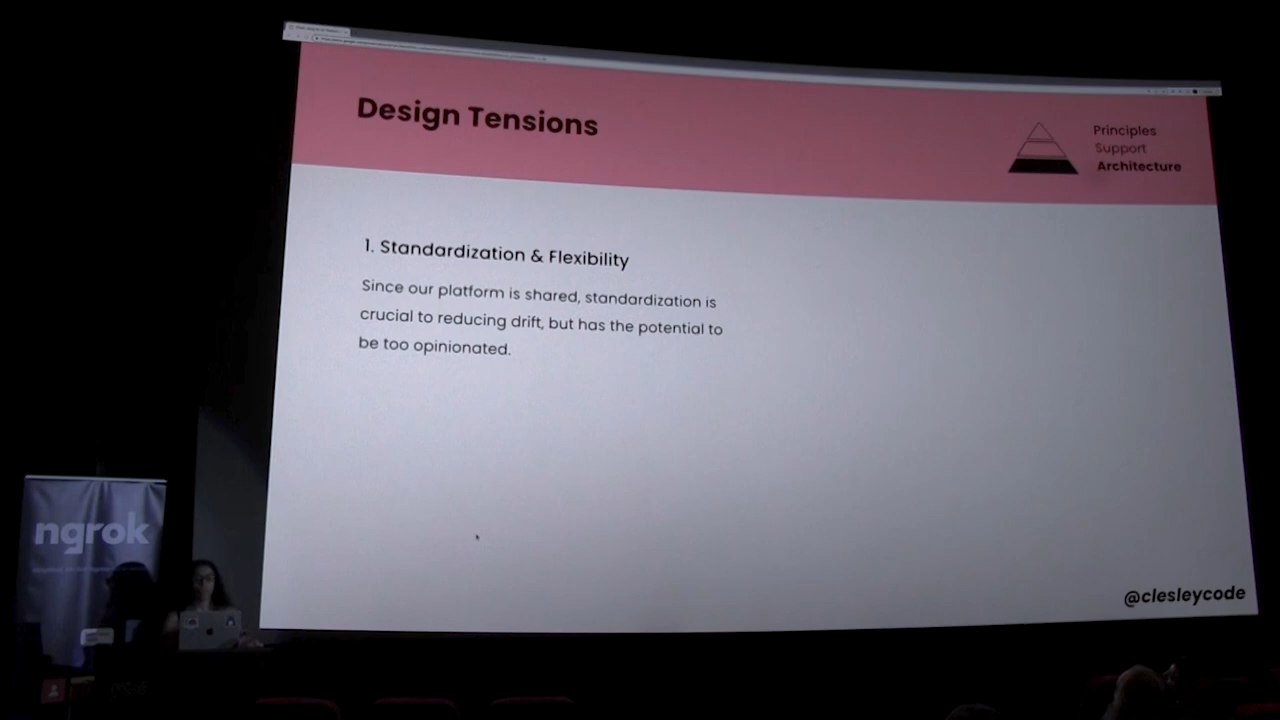 Design Tensions
Principles
Support
Architecture
1. Standardization & Flexibility
Since our platform is shared, standardization is
crucial to reducing drift, but has the potential to
be too opinionated.
@clesleycode
ngrok